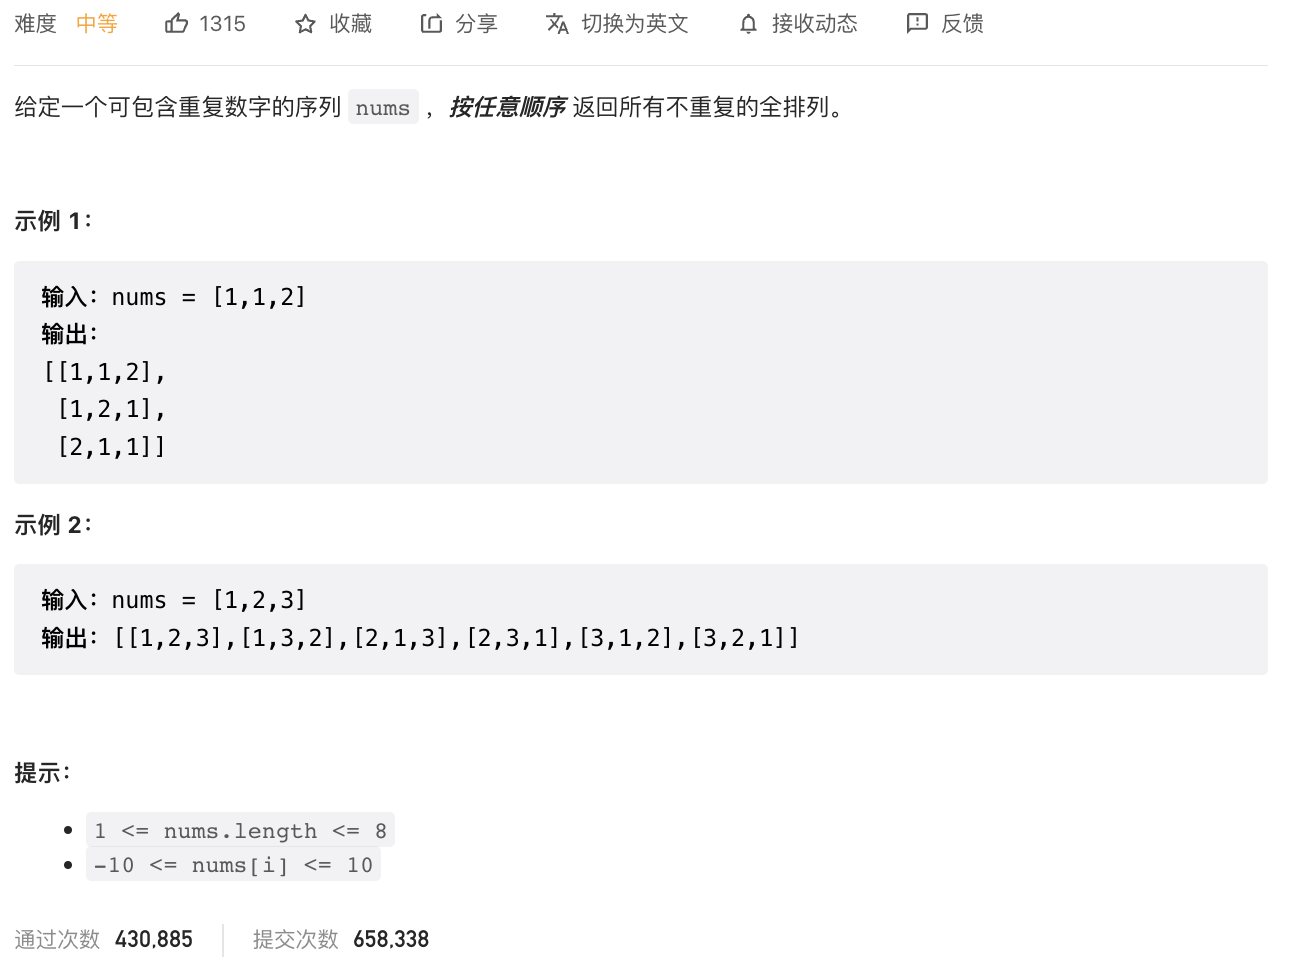 难度 中等 1315 收藏 分享 切换为英文 接收动态 反馈
给定一个可包含重复数字的序列 nums ，按任意顺序 返回所有不重复的全排列。
示例 1：
输入：nums = [1,1,2]
输出：
[[1,1,2],
[1,2,1],
[2,1,1]]
示例 2：
输入：nums = [1,2,3]
输出：[[1,2,3],[1,3,2],[2,1,3],[2,3,1],[3,1,2],[3,2,1]]
提示：
1 <= nums.length <= 8
-10 <= nums[i] <= 10
通过次数 430,885 提交次数 658,338